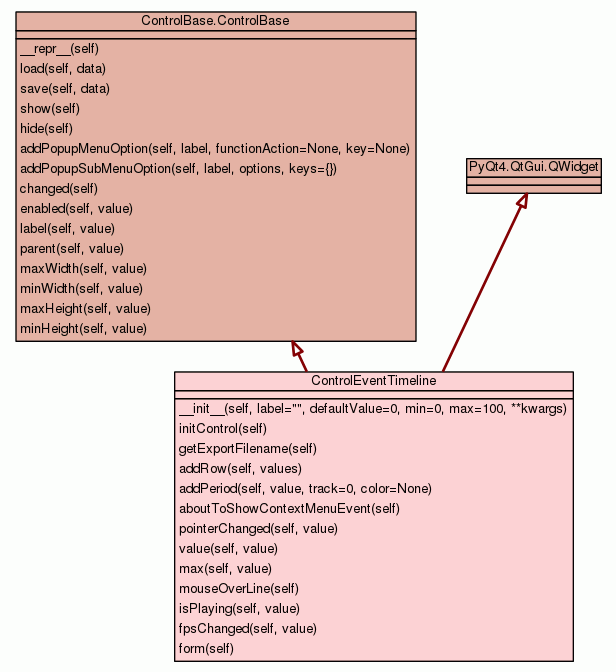 ControlBase.ControlBase
__repr__(self)
load(self, data)
save(self, data)
show(self)
hide(self)
addPopupMenuOption(self, label, functionAction=None, key=None)
addPopupSubMenuOption(self, label, options, keys={})
changed(self)
enabled(self, value)
label(self, value)
parent(self, value)
maxWidth(self, value)
minWidth(self, value)
maxHeight(self, value)
minHeight(self, value)
PyQt4.QtGui.QWidget
ControlEventTimeline
__init__(self, label="", defaultValue=0, min=0, max=100, **kwargs)
initControl(self)
getExportFilename(self)
addRow(self, values)
addPeriod(self, value, track=0, color=None)
aboutToShowContextMenuEvent(self)
pointerChanged(self, value)
value(self, value)
max(self, value)
mouseOverLine(self)
isPlaying(self, value)
fpsChanged(self, value)
form(self)